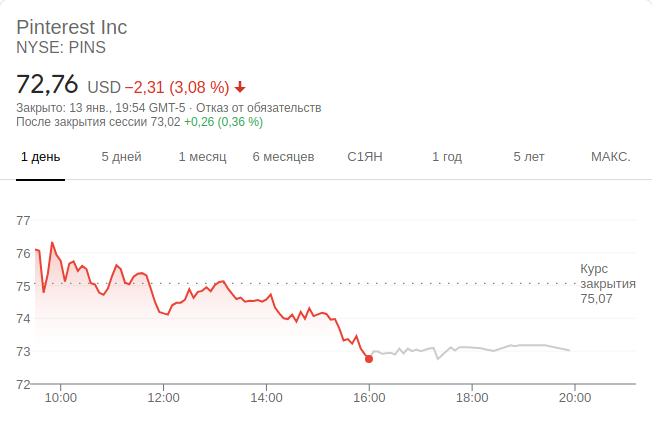 Pinterest Inc
NYSE: PINS
72,76 USD −2,31 (3,08 %)
Закрыто: 13 янв., 19:54 GMT-5 · Отказ от обязательств
После закрытия сессии 73,02 +0,26 (0,36 %)
1 день 5 дней 1 месяц 6 месяцев С1ЯН 1 год 5 лет МАКС.
77
76
75
74
73
72
Курс
закрытия
75,07
10:00 12:00 14:00 16:00 18:00 20:00